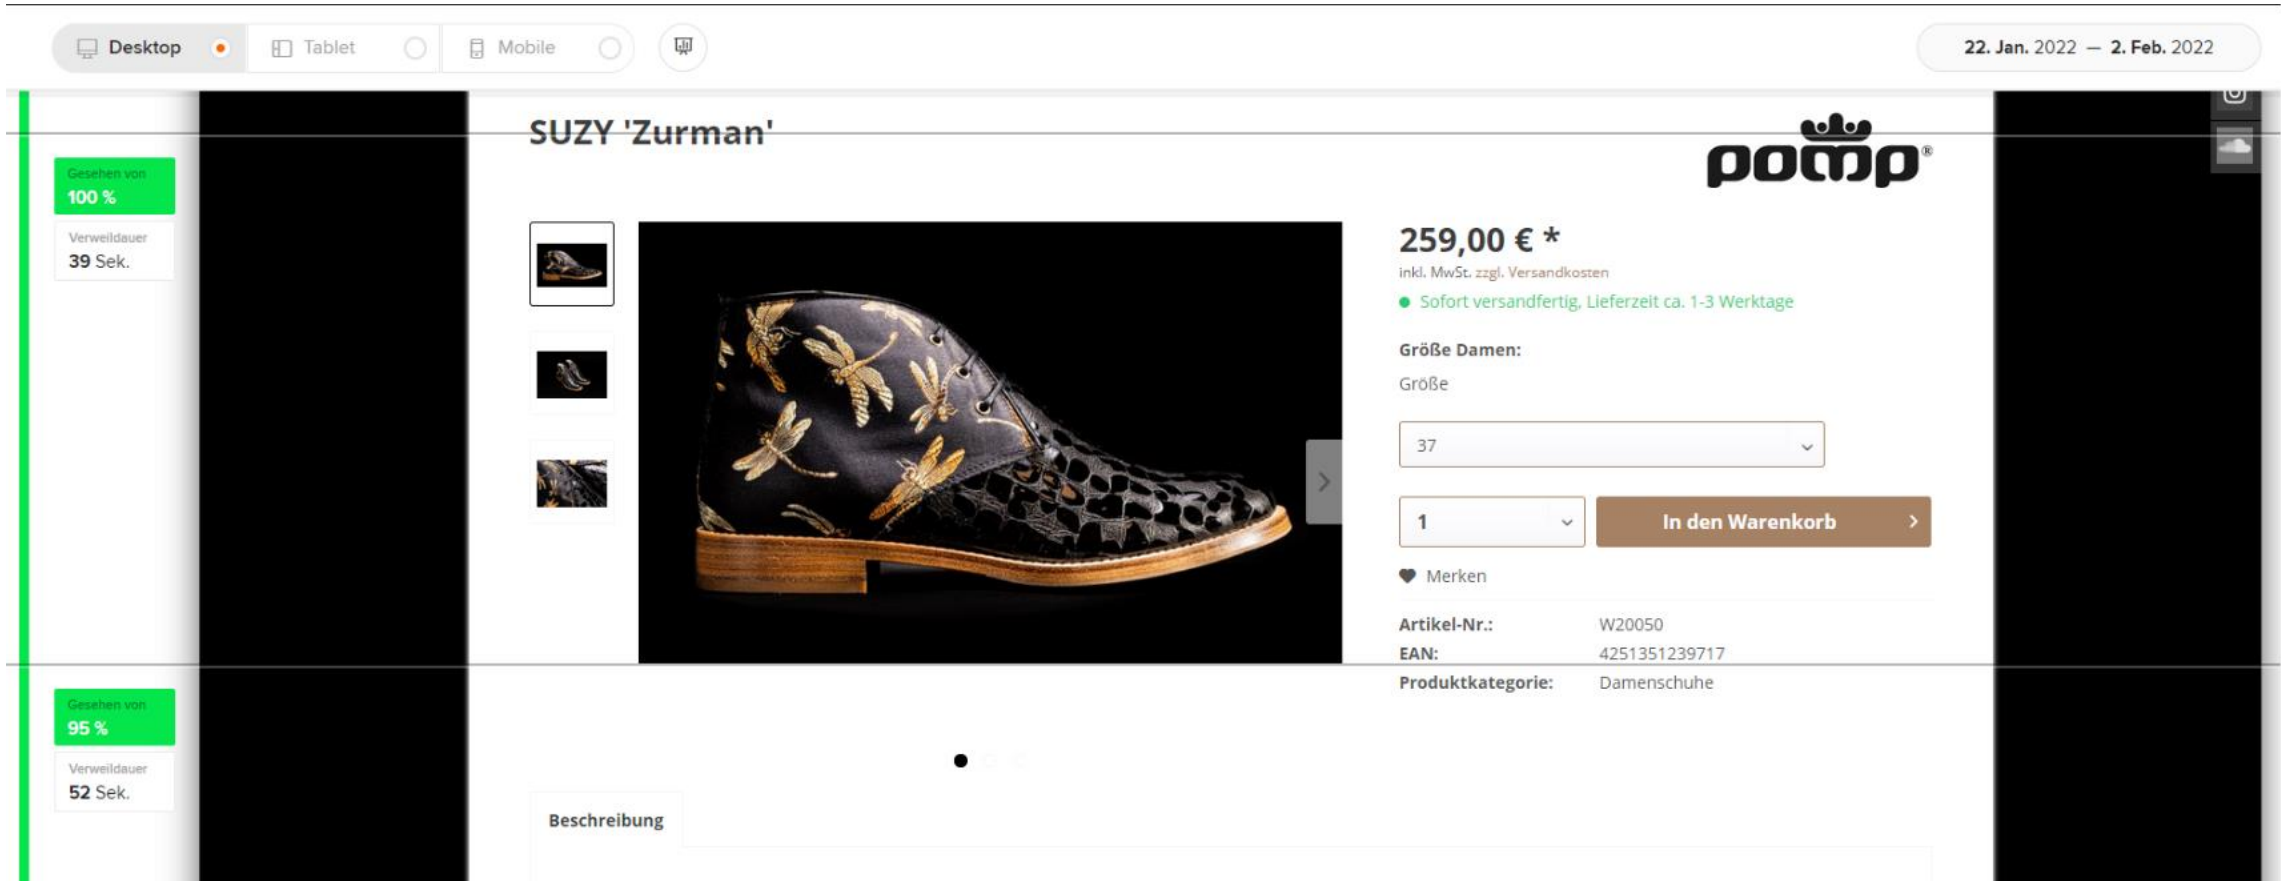 Desktop
Tablet
Mobile
22. Jan. 2022 — 2. Feb. 2022
SUZY 'Zurman'
pomp®
Gesehen von
100 %
Verweildauer
39 Sek.
259,00 € *
inkl. MwSt. zzgl. Versandkosten
Sofort versandfertig, Lieferzeit ca. 1-3 Werktage
Größe Damen:
Größe
37
1
In den Warenkorb
Merken
Artikel-Nr.: W20050
EAN: 4251351239717
Produktkategorie: Damenschuhe
Gesehen von
95 %
Verweildauer
52 Sek.
Beschreibung